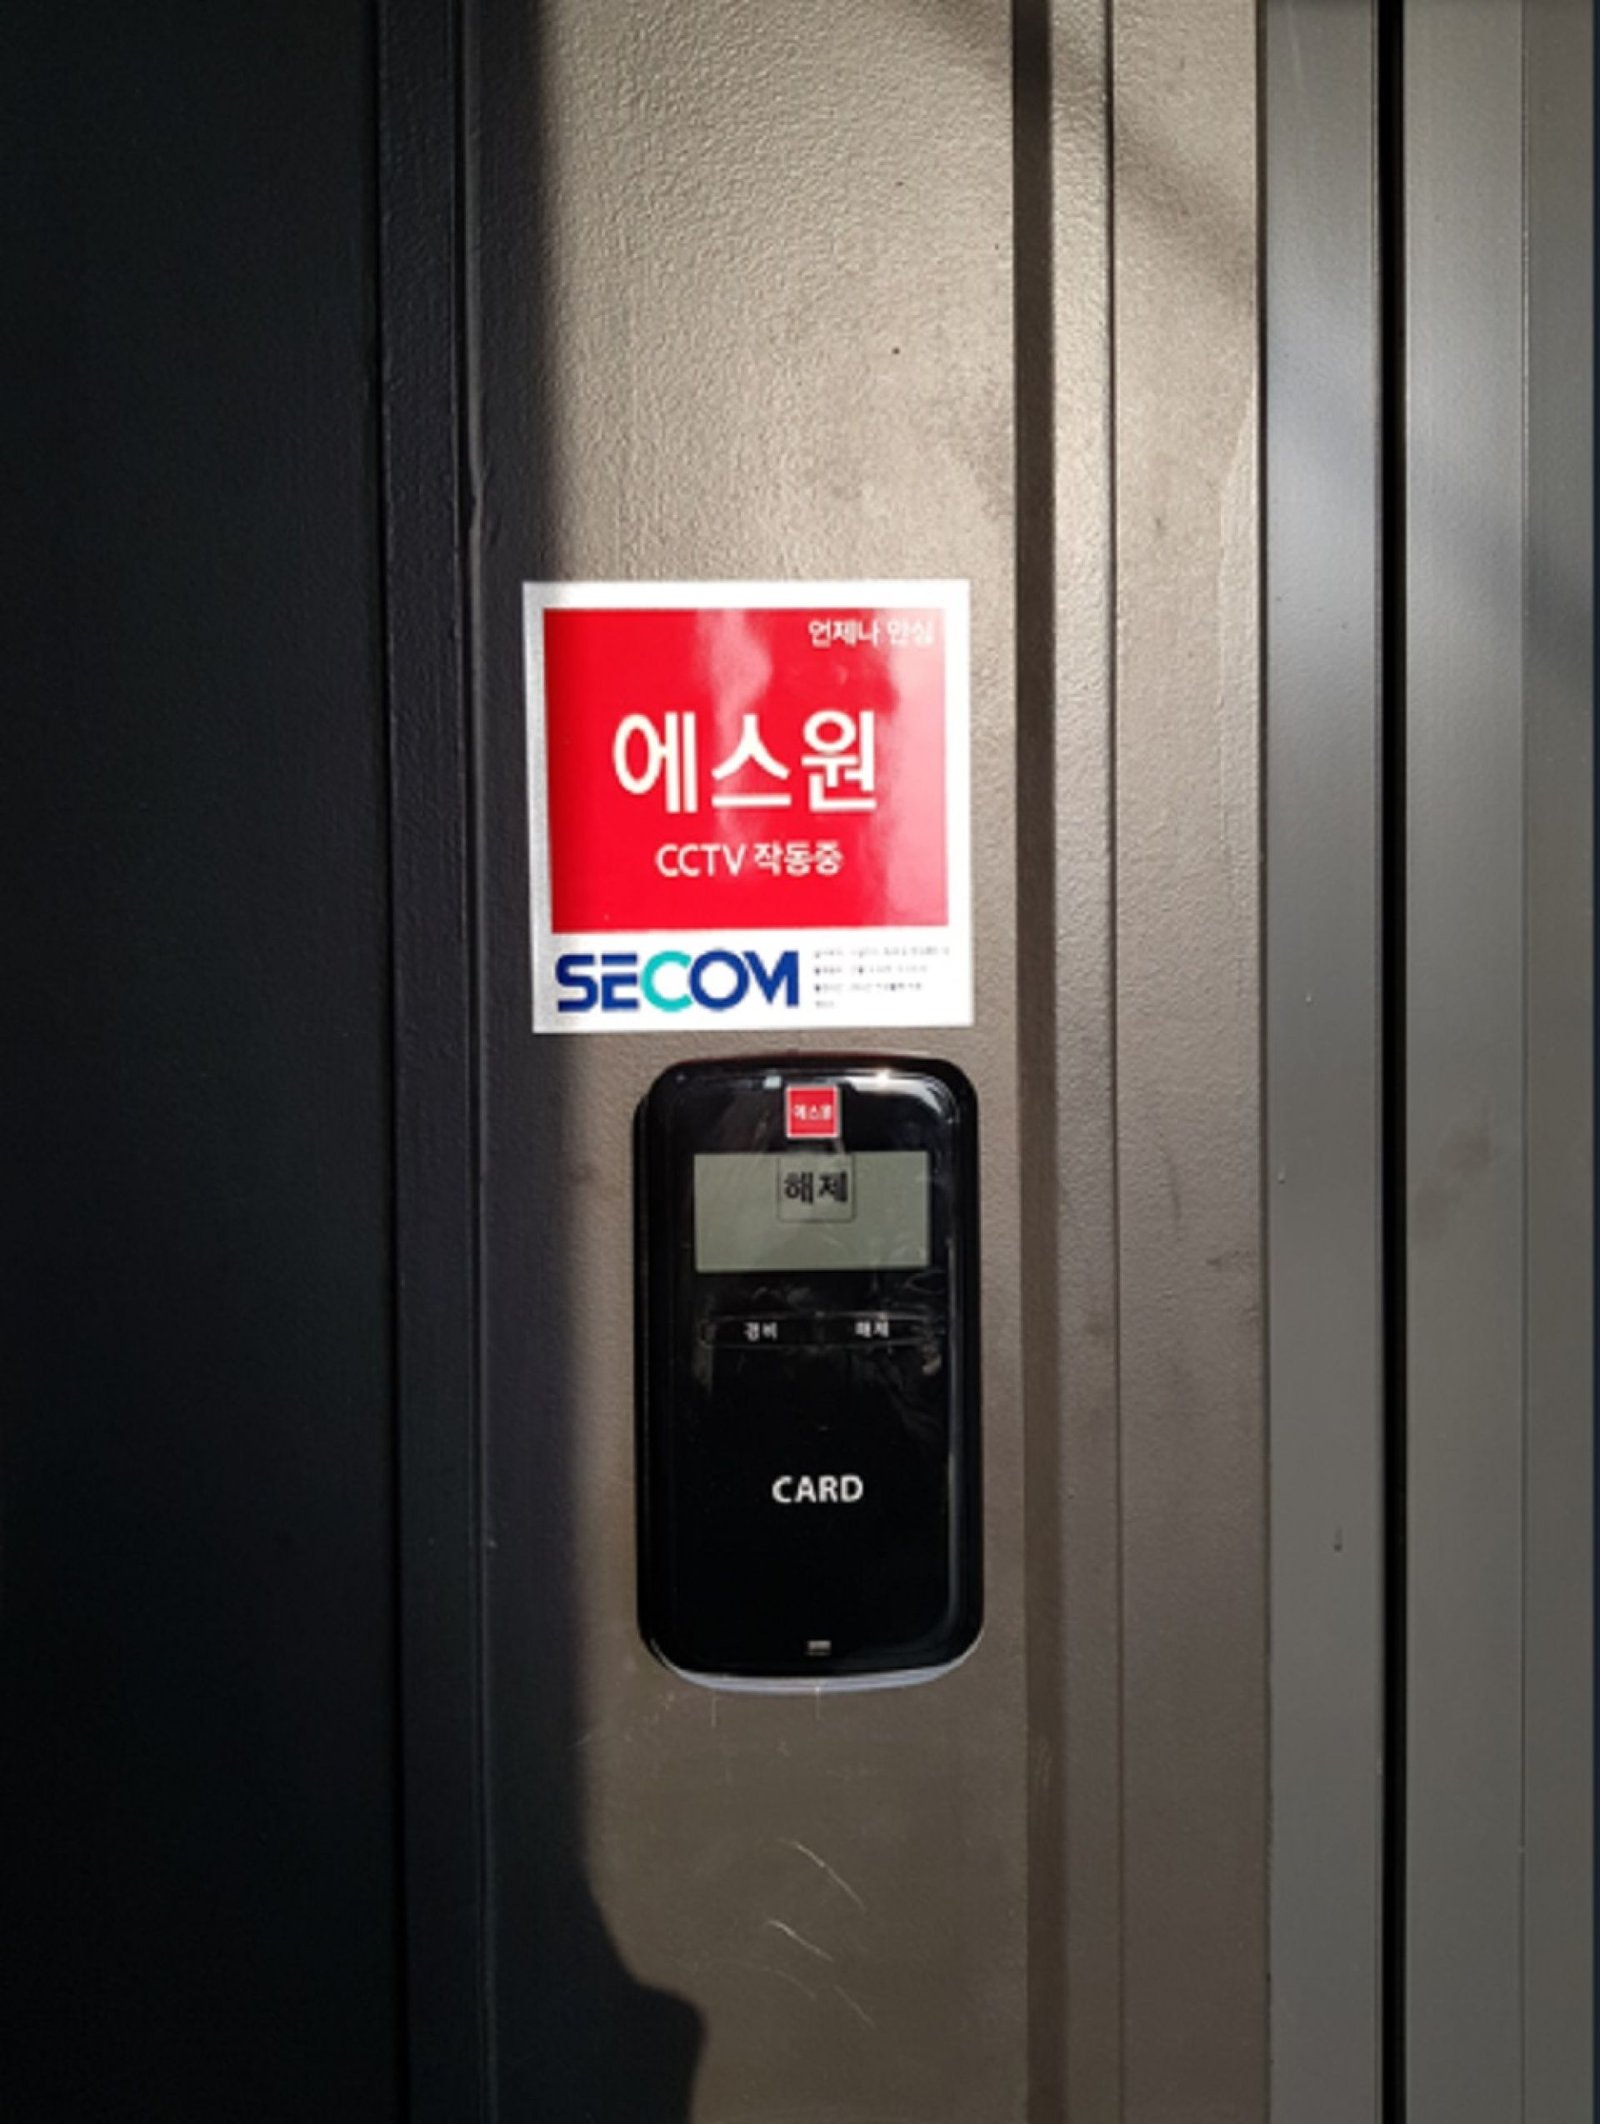 언제나 안심
에스원
CCTV 작동중
SECOM
에스원
해제
경비 해제
CARD